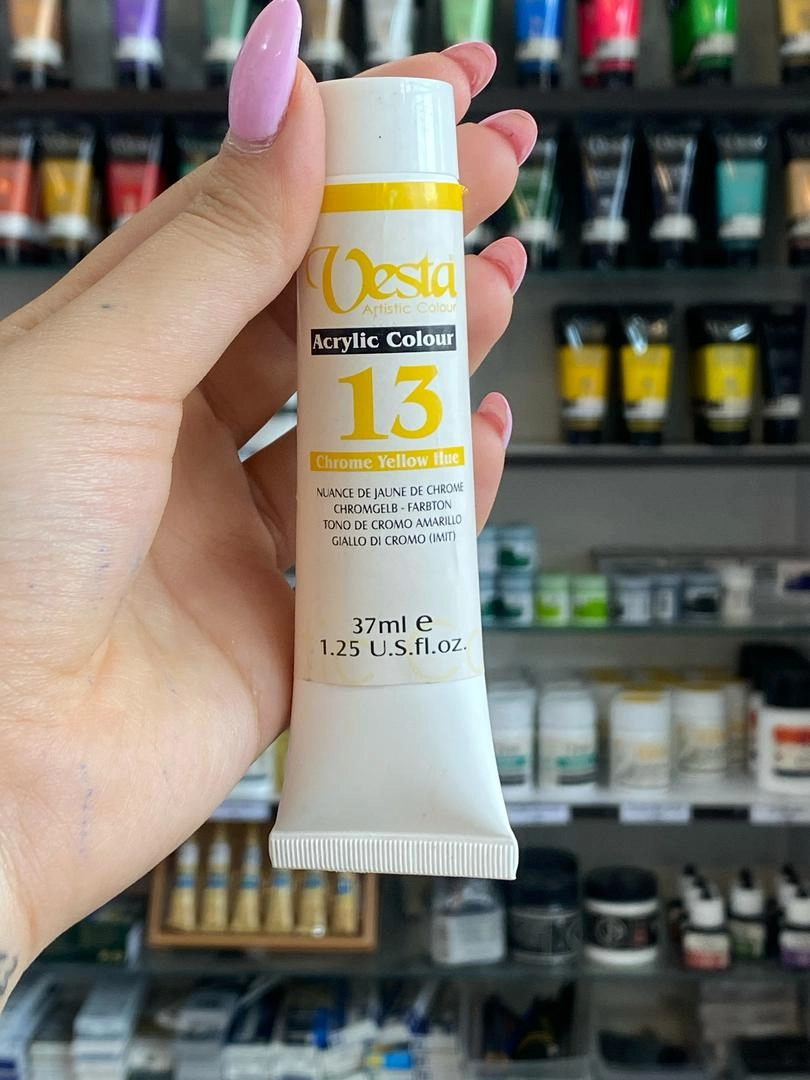 Vesta
Artistic Colour
Acrylic Colour
13
Chrome Yellow Hue
NUANCE DE JAUNE DE CHROME
CHROMGELB - FARBTON
TONO DE CROMO AMARILLO
GIALLO DI CROMO (IMIT)
37ml e
1.25 U.S.fl.oz.